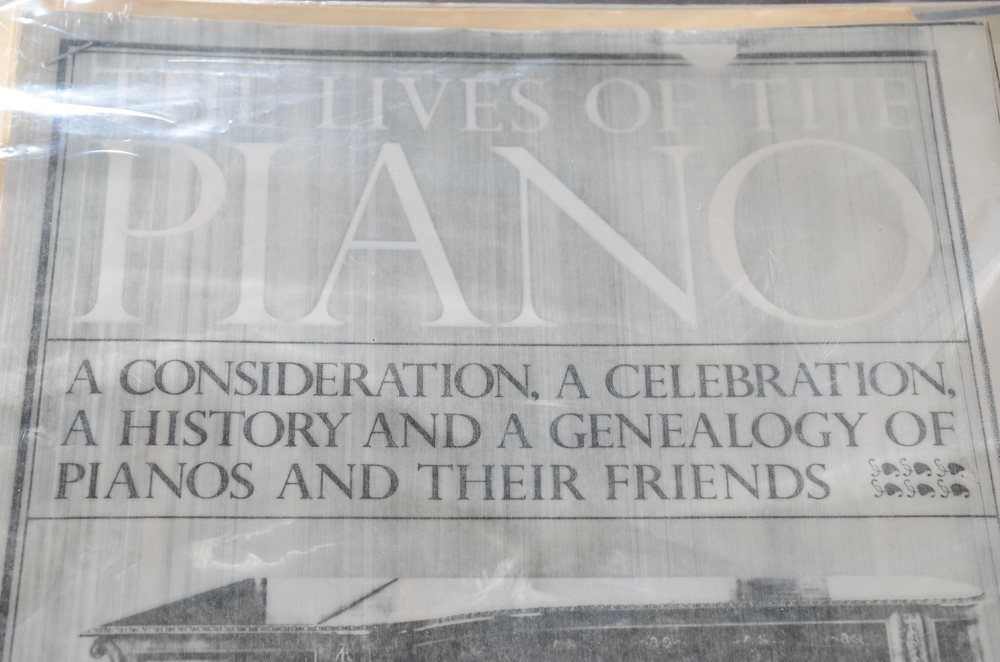 THE LIVES OF THE
PIANO
A CONSIDERATION, A CELEBRATION,
A HISTORY AND A GENEALOGY OF
PIANOS AND THEIR FRIENDS